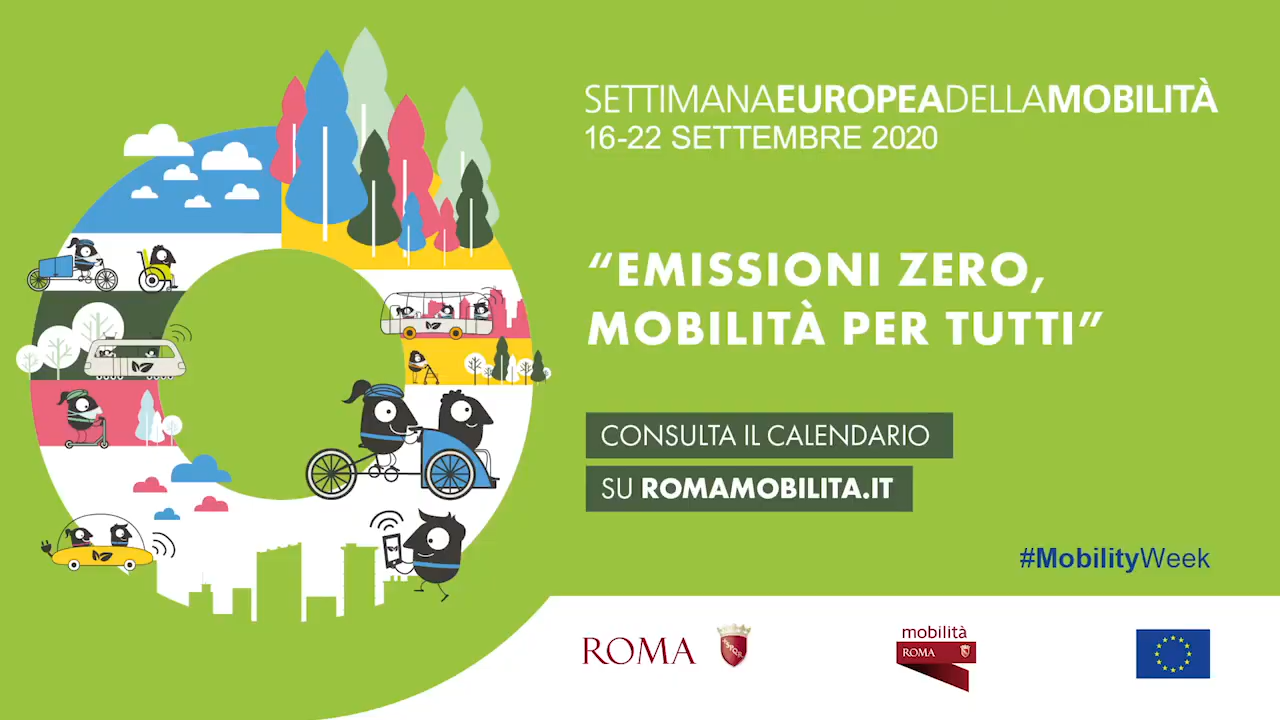 SETTIMANAEUROPEADELLAMOBILITÀ
16-22 SETTEMBRE 2020
“EMISSIONI ZERO,
MOBILITÀ PER TUTTI”
CONSULTA IL CALENDARIO
SU ROMAMOBILITA.IT
#MobilityWeek
ROMA
mobilità
ROMA